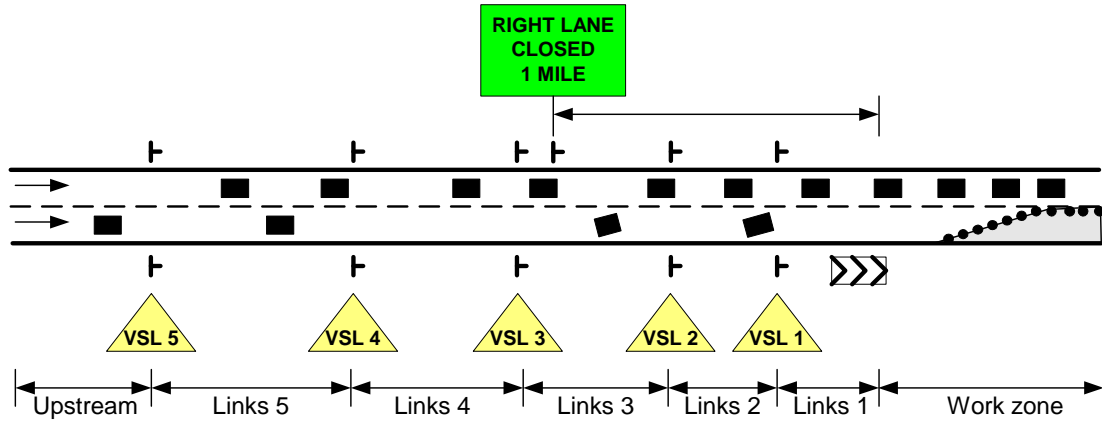 RIGHT LANE
CLOSED
1 MILE
VSL 5
VSL 4
VSL 3
VSL 2
VSL 1
Upstream
Links 5
Links 4
Links 3
Links 2
Links 1
Work zone